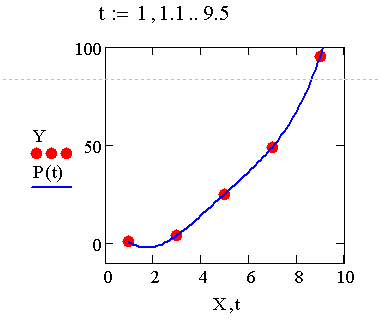 t := 1 , 1.1 .. 9.5
100
50
0
Y
P(t)
0 2 4 6 8 10
X , t